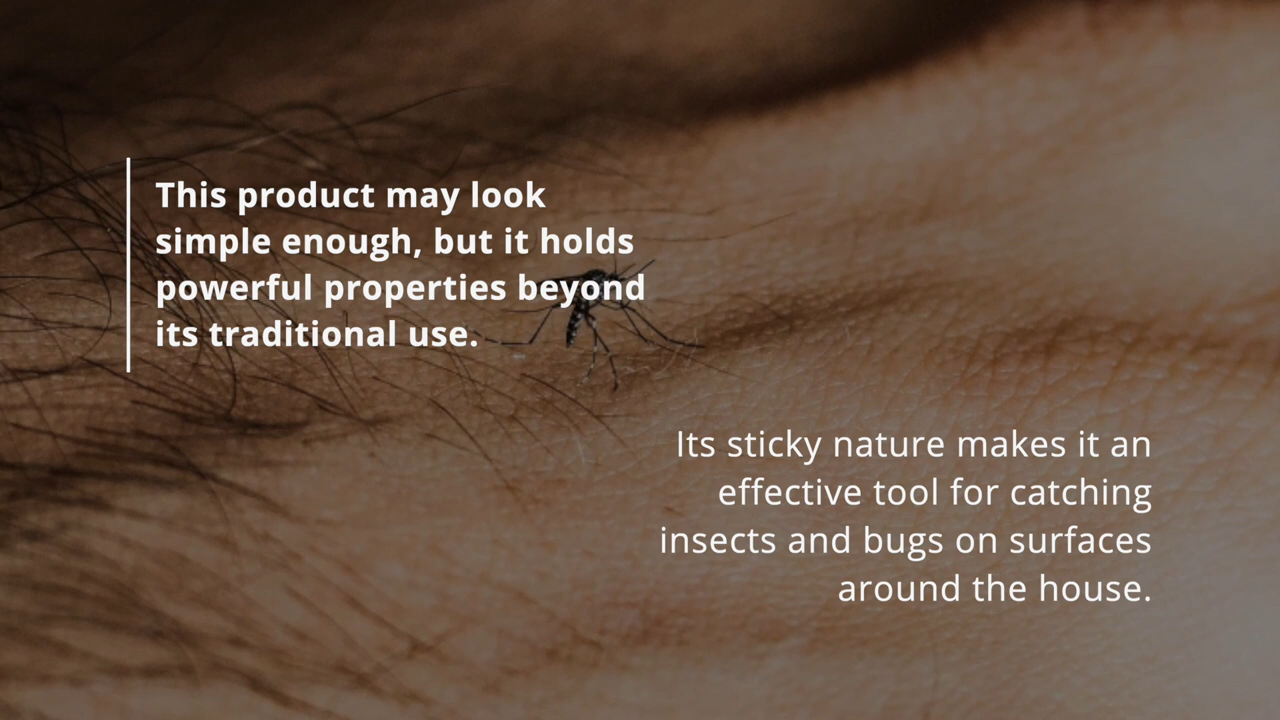 This product may look
simple enough, but it holds
powerful properties beyond
its traditional use.
Its sticky nature makes it an
effective tool for catching
insects and bugs on surfaces
around the house.